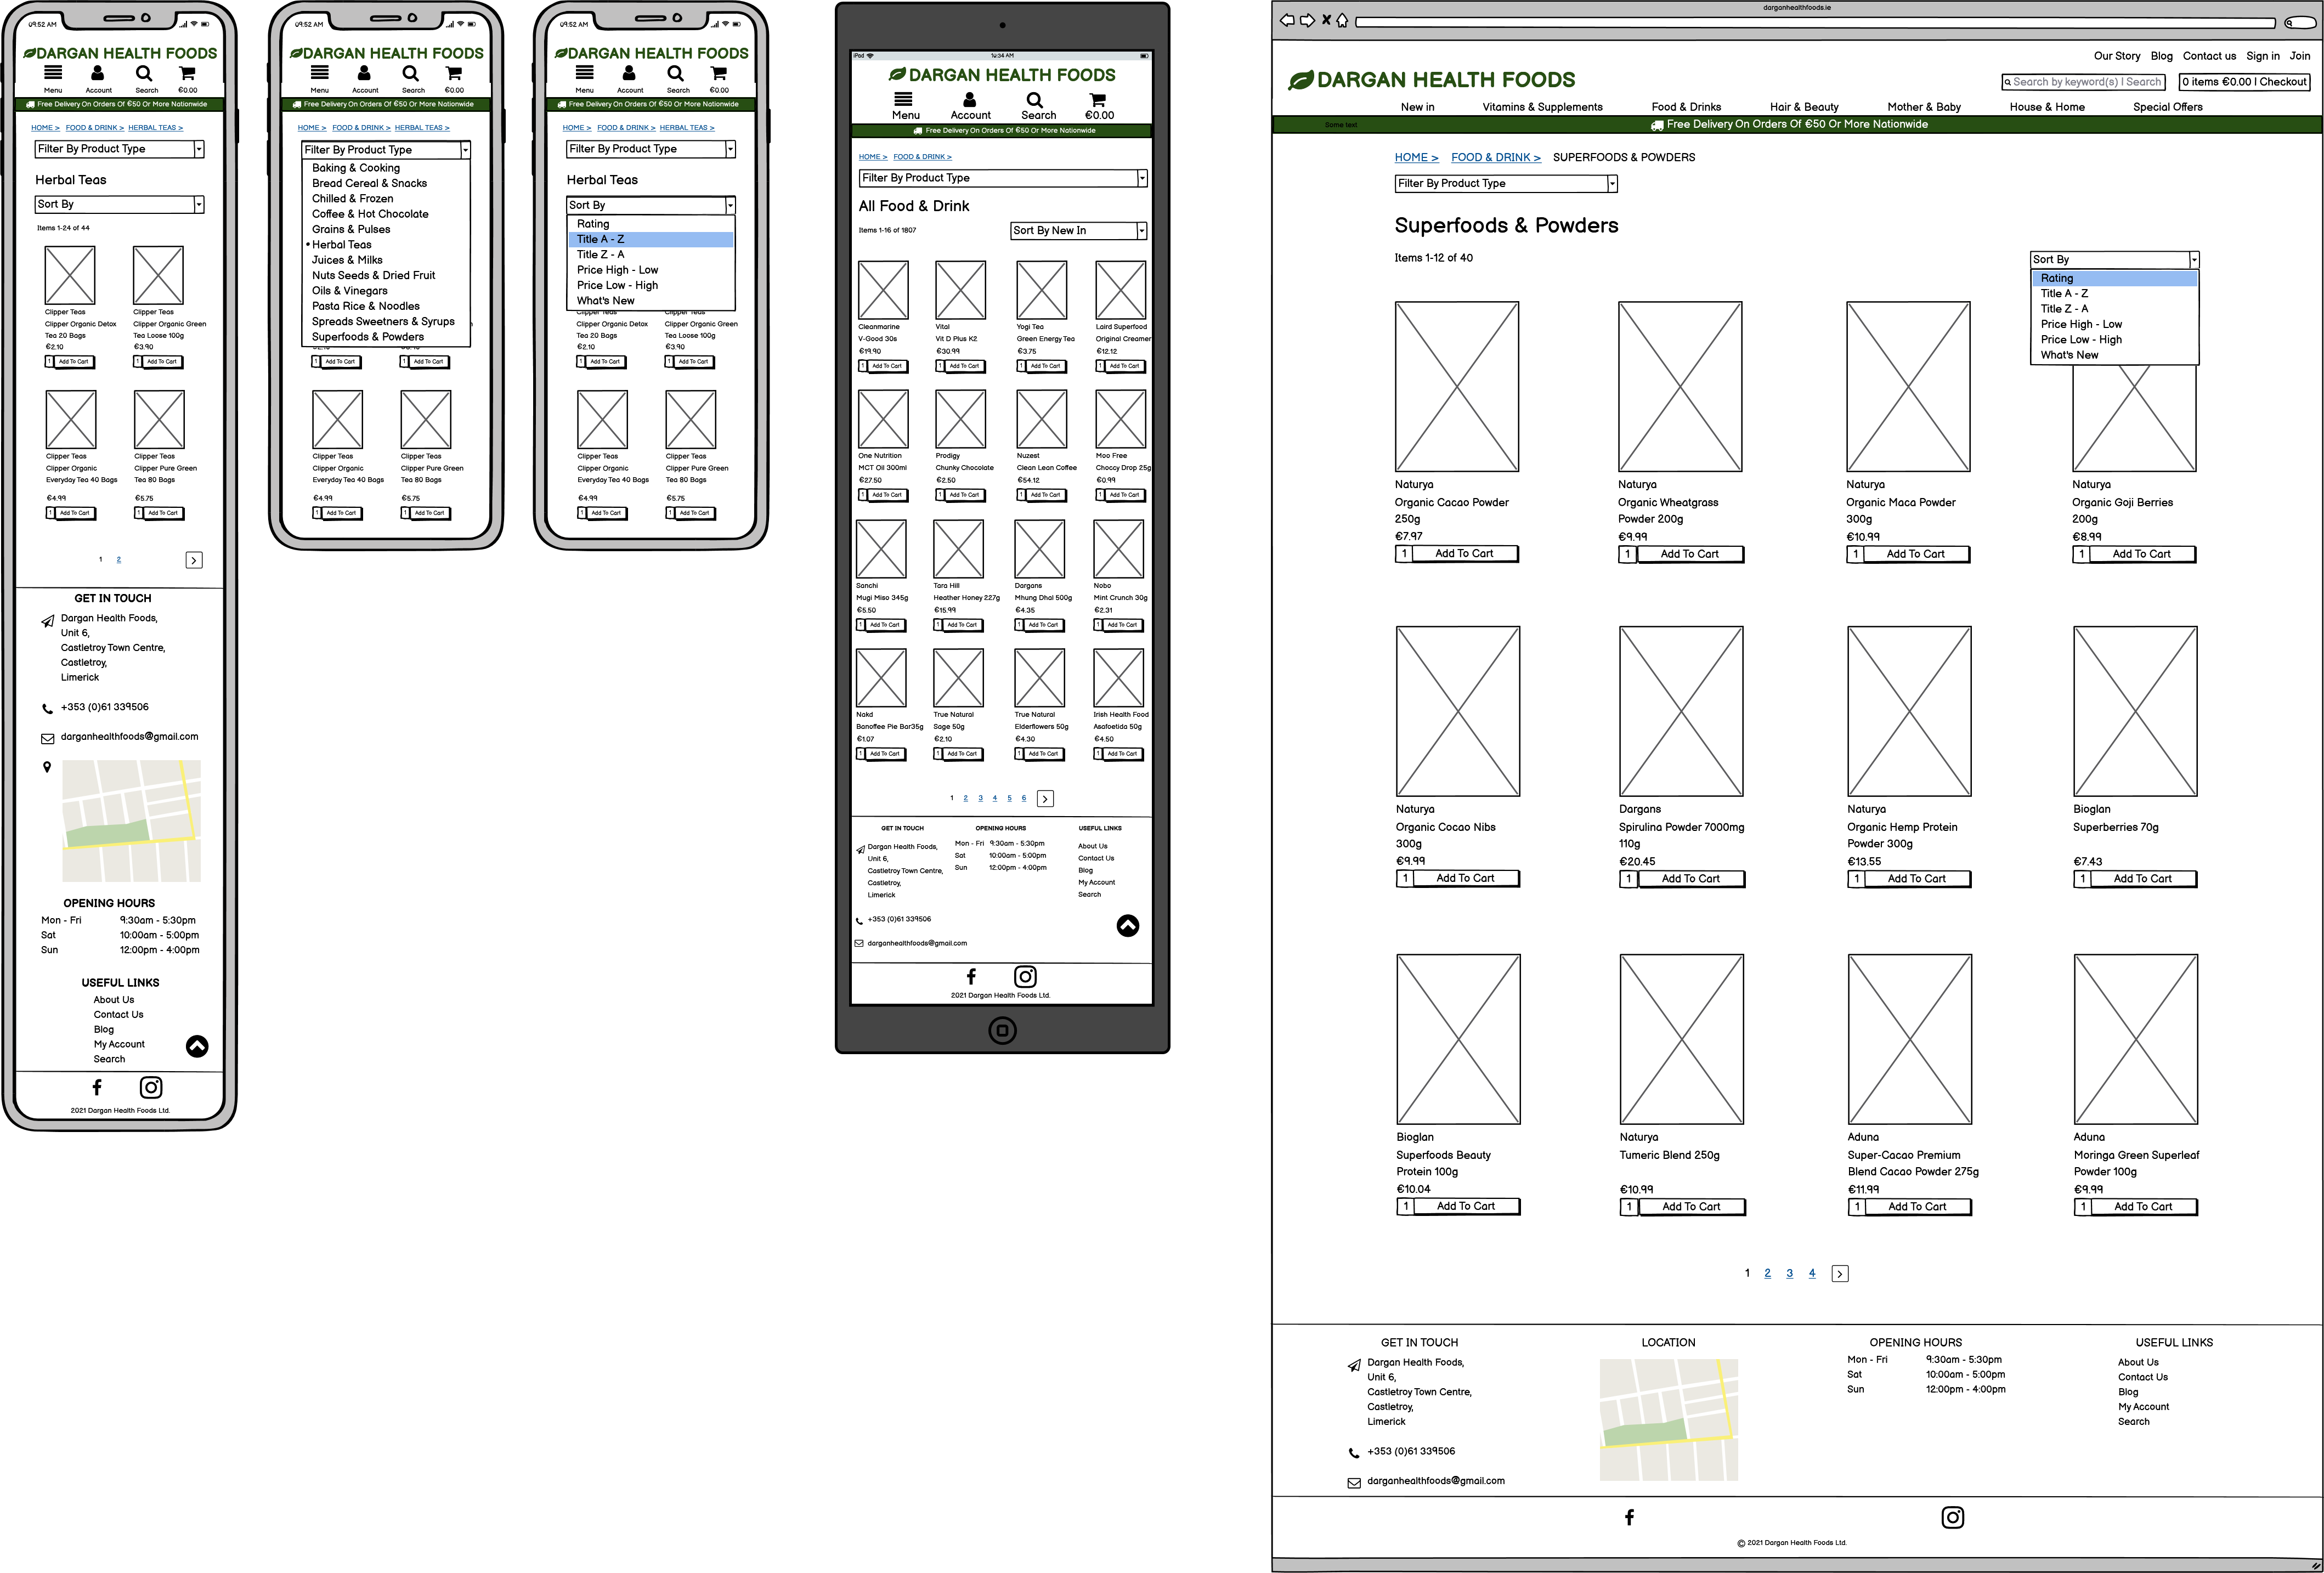 09:52 AM
DARGAN HEALTH FOODS
Menu Account Search €0.00
Free Delivery On Orders Of €50 Or More Nationwide
HOME > FOOD & DRINK > HERBAL TEAS >
Filter By Product Type
Herbal Teas
Sort By
Items 1-24 of 44
Clipper Teas Clipper Teas
Clipper Organic Detox Clipper Organic Green
Tea 20 Bags Tea Loose 100g
€2.10 €3.90
1 Add To Cart 1 Add To Cart
Clipper Teas Clipper Teas
Clipper Organic Clipper Pure Green
Everyday Tea 40 Bags Tea 80 Bags
€4.99 €5.75
1 Add To Cart 1 Add To Cart
1 2 >
GET IN TOUCH
Dargan Health Foods,
Unit 6,
Castletroy Town Centre,
Castletroy,
Limerick
+353 (0)61 339506
darganhealthfoods@gmail.com
OPENING HOURS
Mon - Fri 9:30am - 5:30pm
Sat 10:00am - 5:00pm
Sun 12:00pm - 4:00pm
USEFUL LINKS
About Us
Contact Us
Blog
My Account
Search
2021 Dargan Health Foods Ltd.
09:52 AM
DARGAN HEALTH FOODS
Menu Account Search €0.00
Free Delivery On Orders Of €50 Or More Nationwide
HOME > FOOD & DRINK > HERBAL TEAS >
Filter By Product Type
Baking & Cooking
Bread Cereal & Snacks
Chilled & Frozen
Coffee & Hot Chocolate
Grains & Pulses
• Herbal Teas
Juices & Milks
Nuts Seeds & Dried Fruit
Oils & Vinegars
Pasta Rice & Noodles
Spreads Sweetners & Syrups
Superfoods & Powders
1 Add To Cart 1 Add To Cart
Clipper Teas Clipper Teas
Clipper Organic Clipper Pure Green
Everyday Tea 40 Bags Tea 80 Bags
€4.99 €5.75
1 Add To Cart 1 Add To Cart
09:52 AM
DARGAN HEALTH FOODS
Menu Account Search €0.00
Free Delivery On Orders Of €50 Or More Nationwide
HOME > FOOD & DRINK > HERBAL TEAS >
Filter By Product Type
Herbal Teas
Sort By
Rating
Title A - Z
Title Z - A
Price High - Low
Price Low - High
What's New
Clipper Teas Clipper Teas
Clipper Organic Detox Clipper Organic Green
Tea 20 Bags Tea Loose 100g
€2.10 €3.90
1 Add To Cart 1 Add To Cart
Clipper Teas Clipper Teas
Clipper Organic Clipper Pure Green
Everyday Tea 40 Bags Tea 80 Bags
€4.99 €5.75
1 Add To Cart 1 Add To Cart
iPod 12:34 AM
DARGAN HEALTH FOODS
Menu Account Search €0.00
Free Delivery On Orders Of €50 Or More Nationwide
HOME > FOOD & DRINK >
Filter By Product Type
All Food & Drink
Items 1-16 of 1807 Sort By New In
Cleanmarine Vital Yogi Tea Laird Superfood
V-Good 30s Vit D Plus K2 Green Energy Tea Original Creamer
€19.90 €30.99 €3.75 €12.12
1 Add To Cart 1 Add To Cart 1 Add To Cart 1 Add To Cart
One Nutrition Prodigy Nuzest Moo Free
MCT Oil 300ml Chunky Chocolate Clean Lean Coffee Choccy Drop 25g
€27.50 €2.50 €54.12 €0.99
1 Add To Cart 1 Add To Cart 1 Add To Cart 1 Add To Cart
Sanchi Tara Hill Dargans Nobo
Mugi Miso 345g Heather Honey 227g Mhung Dhal 500g Mint Crunch 30g
€5.50 €15.99 €4.35 €2.31
1 Add To Cart 1 Add To Cart 1 Add To Cart 1 Add To Cart
Nakd True Natural True Natural Irish Health Food
Banoffee Pie Bar35g Sage 50g Elderflowers 50g Asafoetida 50g
€1.07 €2.10 €4.30 €4.50
1 Add To Cart 1 Add To Cart 1 Add To Cart 1 Add To Cart
1 2 3 4 5 6 >
GET IN TOUCH OPENING HOURS USEFUL LINKS
Dargan Health Foods, Mon - Fri 9:30am - 5:30pm About Us
Unit 6, Sat 10:00am - 5:00pm Contact Us
Castletroy Town Centre, Sun 12:00pm - 4:00pm Blog
Castletroy, My Account
Limerick Search
+353 (0)61 339506
darganhealthfoods@gmail.com
2021 Dargan Health Foods Ltd.
darganhealthfoods.ie
Our Story Blog Contact us Sign in Join
DARGAN HEALTH FOODS
Search by keyword(s) | Search 0 items €0.00 | Checkout
New in Vitamins & Supplements Food & Drinks Hair & Beauty Mother & Baby House & Home Special Offers
Some text Free Delivery On Orders Of €50 Or More Nationwide
HOME > FOOD & DRINK > SUPERFOODS & POWDERS
Filter By Product Type
Superfoods & Powders
Items 1-12 of 40
Sort By
Rating
Title A - Z
Title Z - A
Price High - Low
Price Low - High
What's New
Naturya Naturya Naturya Naturya
Organic Cacao Powder Organic Wheatgrass Organic Maca Powder Organic Goji Berries
250g Powder 200g 300g 200g
€7.97 €9.99 €10.99 €8.99
1 Add To Cart 1 Add To Cart 1 Add To Cart 1 Add To Cart
Naturya Dargans Naturya Bioglan
Organic Cocao Nibs Spirulina Powder 7000mg Organic Hemp Protein Superberries 70g
300g 110g Powder 300g
€9.99 €20.45 €13.55 €7.43
1 Add To Cart 1 Add To Cart 1 Add To Cart 1 Add To Cart
Bioglan Naturya Aduna Aduna
Superfoods Beauty Tumeric Blend 250g Super-Cacao Premium Moringa Green Superleaf
Protein 100g Blend Cacao Powder 275g Powder 100g
€10.04 €10.99 €11.99 €9.99
1 Add To Cart 1 Add To Cart 1 Add To Cart 1 Add To Cart
1 2 3 4 >
GET IN TOUCH LOCATION OPENING HOURS USEFUL LINKS
Dargan Health Foods, Mon - Fri 9:30am - 5:30pm About Us
Unit 6, Sat 10:00am - 5:00pm Contact Us
Castletroy Town Centre, Sun 12:00pm - 4:00pm Blog
Castletroy, My Account
Limerick Search
+353 (0)61 339506
darganhealthfoods@gmail.com
© 2021 Dargan Health Foods Ltd.